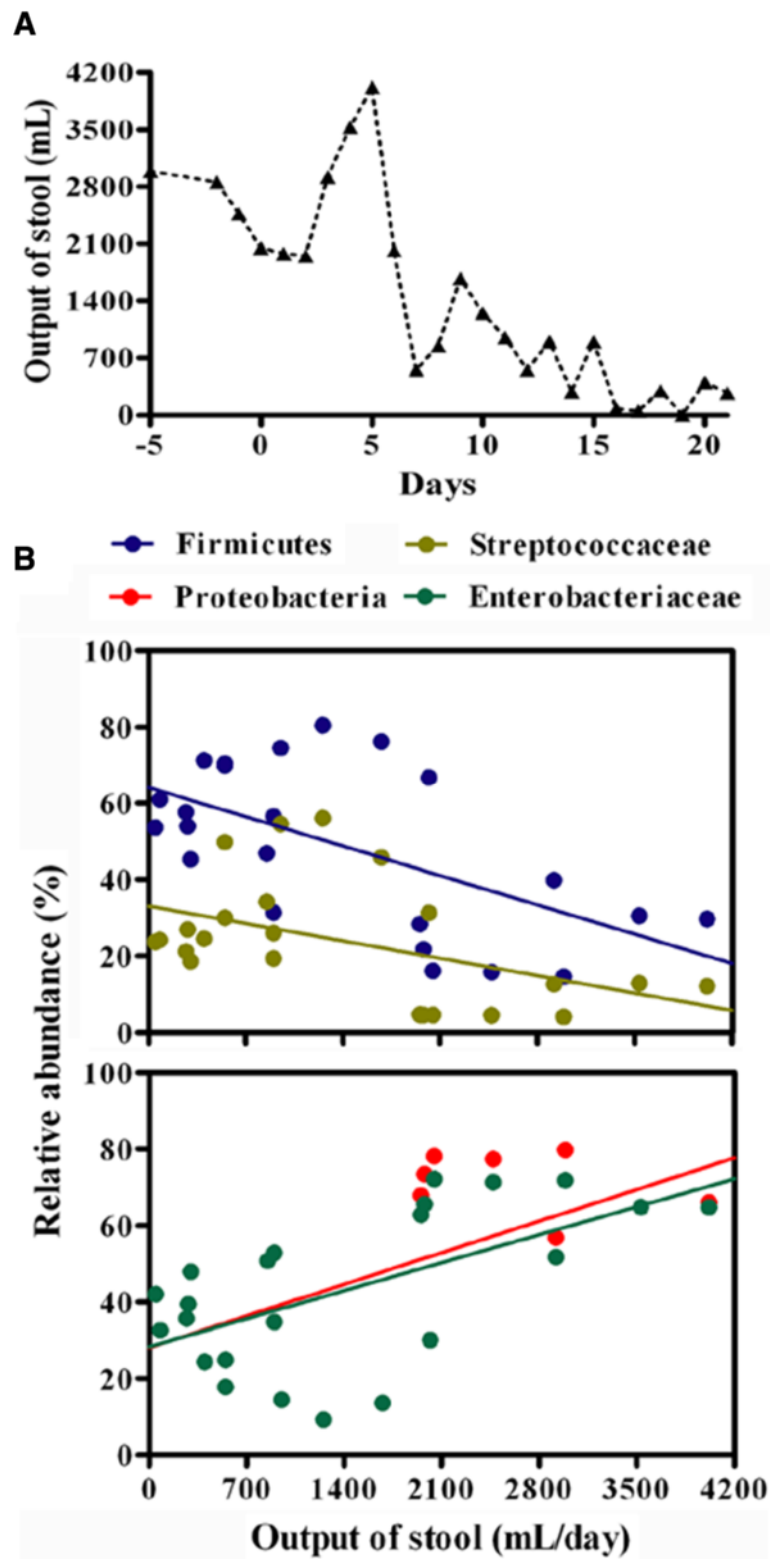 A
Output of stool (mL)
4200
3500
2800
2100
1400
700
0
-5 0 5 10 15 20
Days
B
Firmicutes Streptococcaceae
Proteobacteria Enterobacteriaceae
Relative abundance (%)
100
80
60
40
20
0
100
80
60
40
20
0
0 700 1400 2100 2800 3500 4200
Output of stool (mL/day)